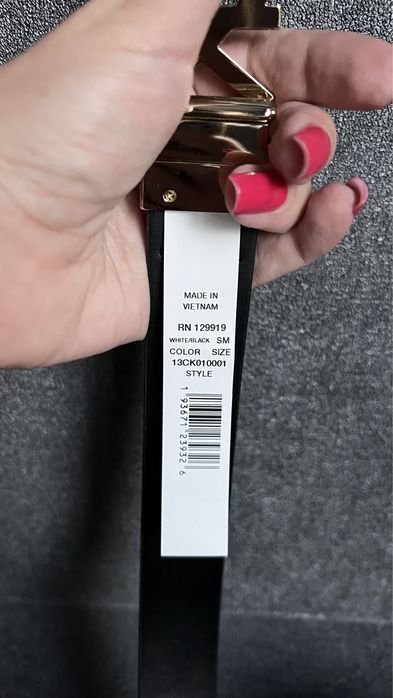 MADE IN
VIETNAM
RN 129919
WHITE/BLACK SM
COLOR SIZE
13CK010001
STYLE
1 93671 23932 6